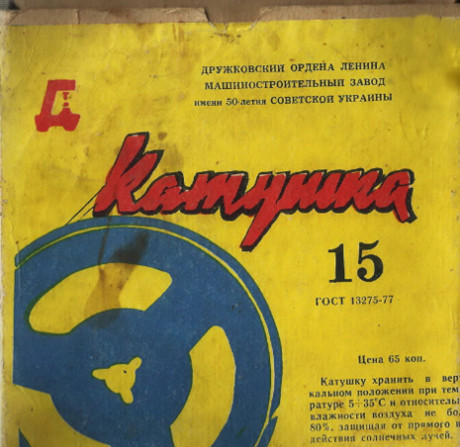 ДРУЖКОВСКИЙ ОРДЕНА ЛЕНИНА
МАШИНОСТРОИТЕЛЬНЫЙ ЗАВОД
имени 50-летия СОВЕТСКОЙ УКРАИНЫ
Д
Катушка
15
ГОСТ 13275-77
Цена 65 коп.
Катушку хранить в
кальном положении при
ратуре 5÷35°С и
влажности воздуха не
80%, защищая от прямого
действия солнечных лучей.